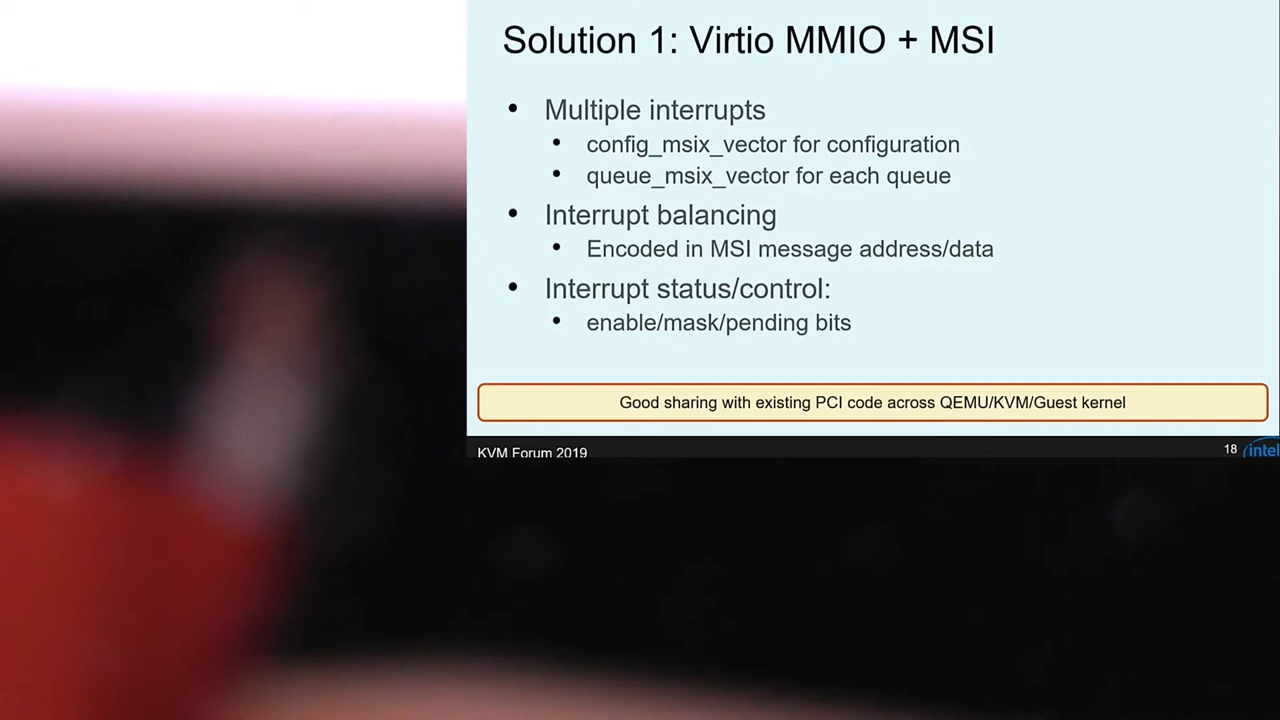 Solution 1: Virtio MMIO + MSI
• Multiple interrupts
• config_msix_vector for configuration
• queue_msix_vector for each queue
• Interrupt balancing
• Encoded in MSI message address/data
• Interrupt status/control:
• enable/mask/pending bits
Good sharing with existing PCI code across QEMU/KVM/Guest kernel
KVM Forum 2019
18
intel